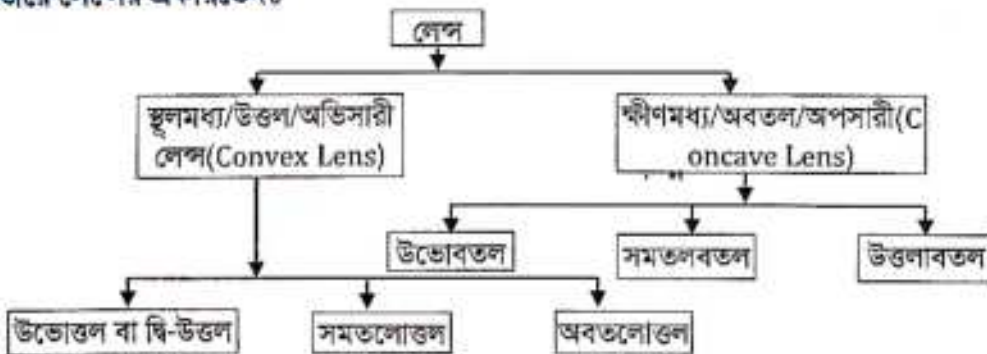 লেন্স
স্থূলমধ্য/উত্তল/অভিসারী
লেন্স(Convex Lens)
ক্ষীণমধ্য/অবতল/অপসারী(C
oncave Lens)
উভোবতল
সমতলবতল
উত্তলাবতল
উভোত্তল বা দ্বি-উত্তল
সমতলোত্তল
অবতলোত্তল